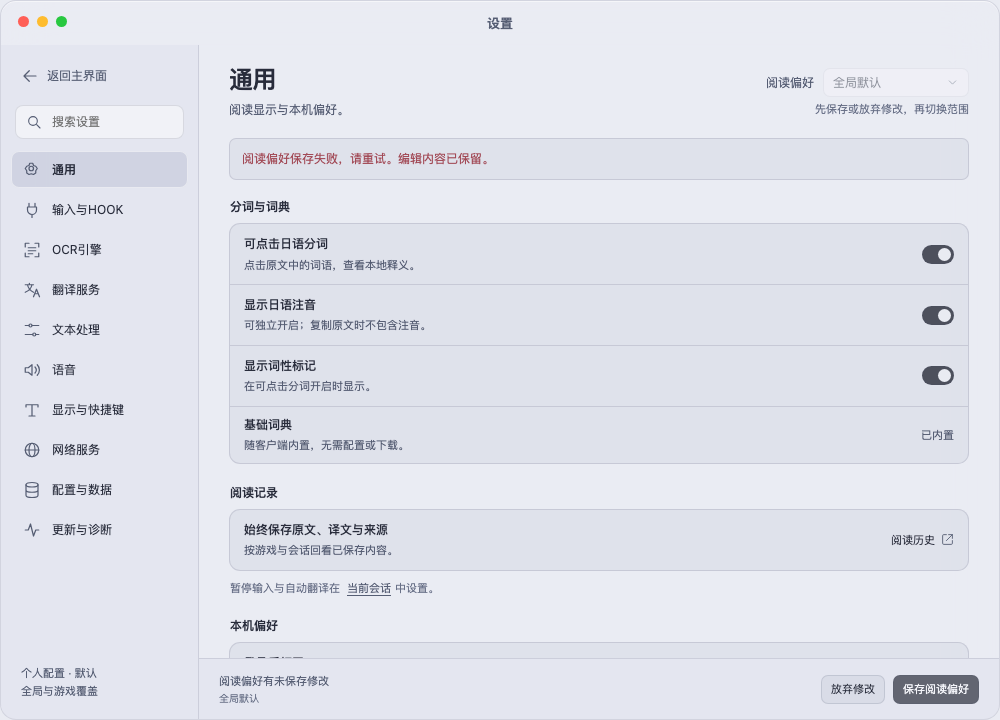 设置
返回主界面
搜索设置
通用
输入与HOOK
OCR引擎
翻译服务
文本处理
语音
显示与快捷键
网络服务
配置与数据
更新与诊断
个人配置 · 默认
全局与游戏覆盖
通用
阅读显示与本机偏好。
阅读偏好 全局默认
先保存或放弃修改，再切换范围
阅读偏好保存失败，请重试。编辑内容已保留。
分词与词典
可点击日语分词
点击原文中的词语，查看本地释义。
显示日语注音
可独立开启；复制原文时不包含注音。
显示词性标记
在可点击分词开启时显示。
基础词典
随客户端内置，无需配置或下载。
已内置
阅读记录
始终保存原文、译文与来源
按游戏与会话回看已保存内容。
阅读历史
暂停输入与自动翻译在 当前会话 中设置。
本机偏好
阅读偏好有未保存修改
全局默认
放弃修改
保存阅读偏好